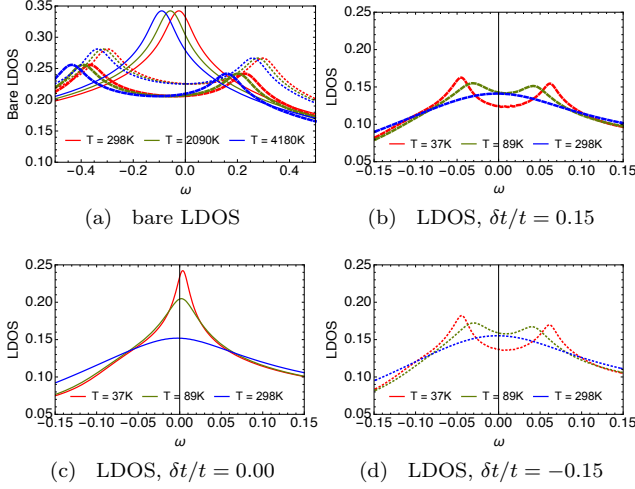 0.35
0.30
0.25
0.20
0.15
0.10
Bare LDOS
T = 298K T = 2090K T = 4180K
-0.4 -0.2 0.0 0.2 0.4
ω
(a) bare LDOS
0.25
0.20
0.15
0.10
0.05
LDOS
T = 37K T = 89K T = 298K
-0.15 -0.10 -0.05 0.00 0.05 0.10 0.15
ω
(b) LDOS, δt/t = 0.15
0.25
0.20
0.15
0.10
0.05
LDOS
T = 37K T = 89K T = 298K
-0.15 -0.10 -0.05 0.00 0.05 0.10 0.15
ω
(c) LDOS, δt/t = 0.00
0.25
0.20
0.15
0.10
0.05
LDOS
T = 37K T = 89K T = 298K
-0.15 -0.10 -0.05 0.00 0.05 0.10 0.15
ω
(d) LDOS, δt/t = −0.15